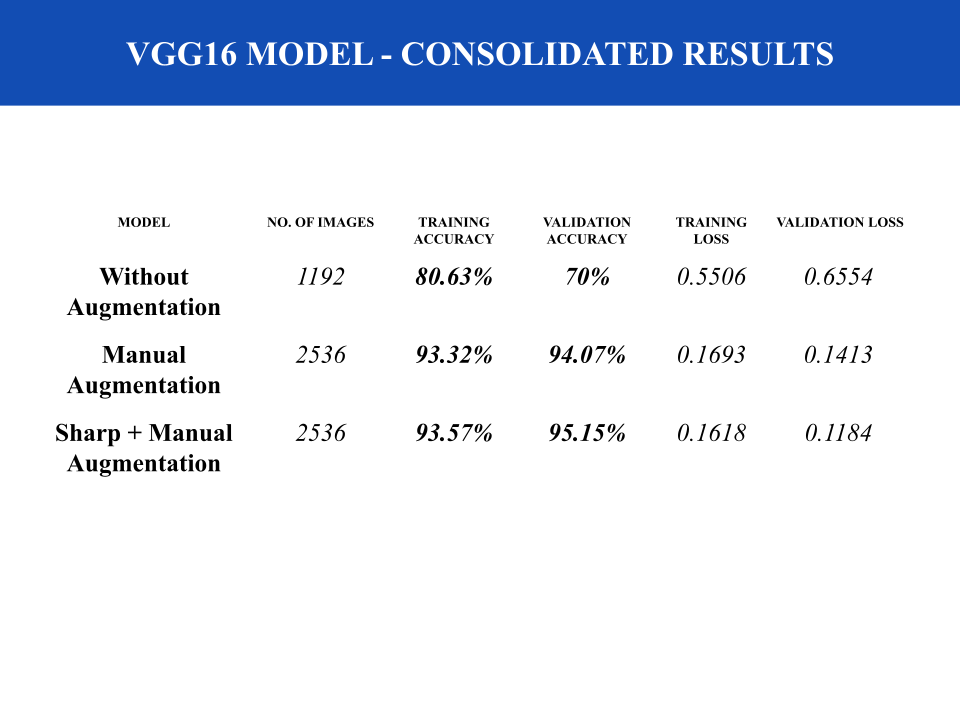 VGG16 MODEL - CONSOLIDATED RESULTS
MODEL NO. OF IMAGES TRAINING VALIDATION TRAINING VALIDATION LOSS
ACCURACY ACCURACY LOSS
Without 1192 80.63% 70% 0.5506 0.6554
Augmentation
Manual 2536 93.32% 94.07% 0.1693 0.1413
Augmentation
Sharp + Manual 2536 93.57% 95.15% 0.1618 0.1184
Augmentation